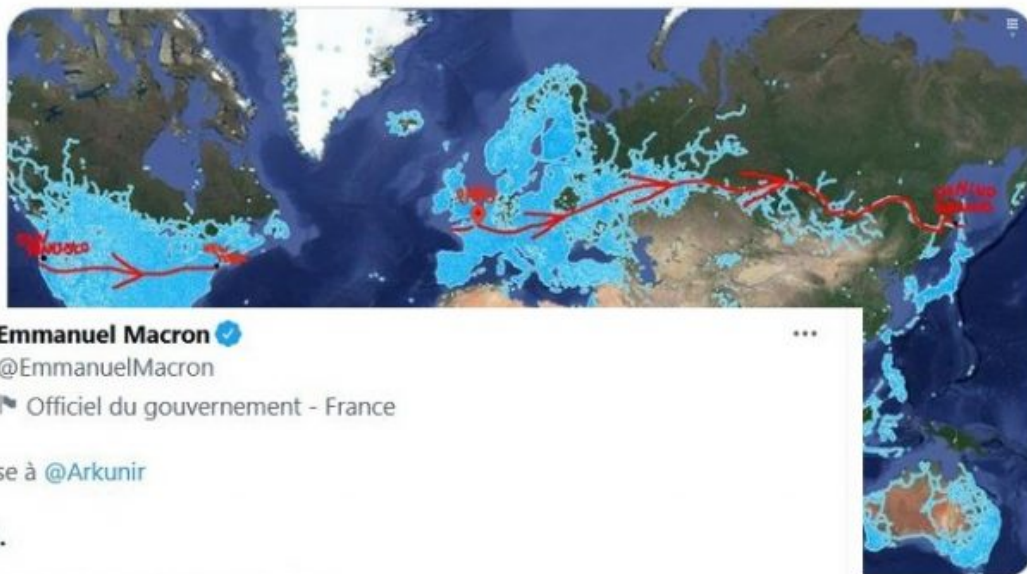 Emmanuel Macron
@EmmanuelMacron
Officiel du gouvernement - France
se à @Arkunir
.